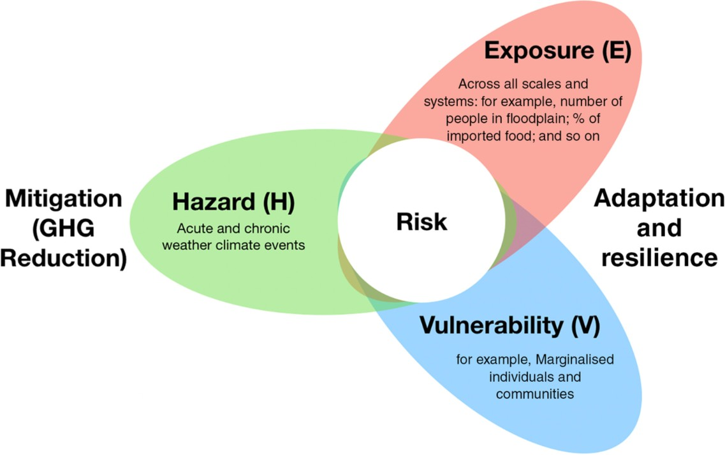 Exposure (E)
Across all scales and
systems: for example, number of
people in floodplain; % of
imported food; and so on
Mitigation
(GHG
Reduction)
Hazard (H)
Acute and chronic
weather climate events
Risk
Adaptation
and
resilience
Vulnerability (V)
for example, Marginalised
individuals and
communities